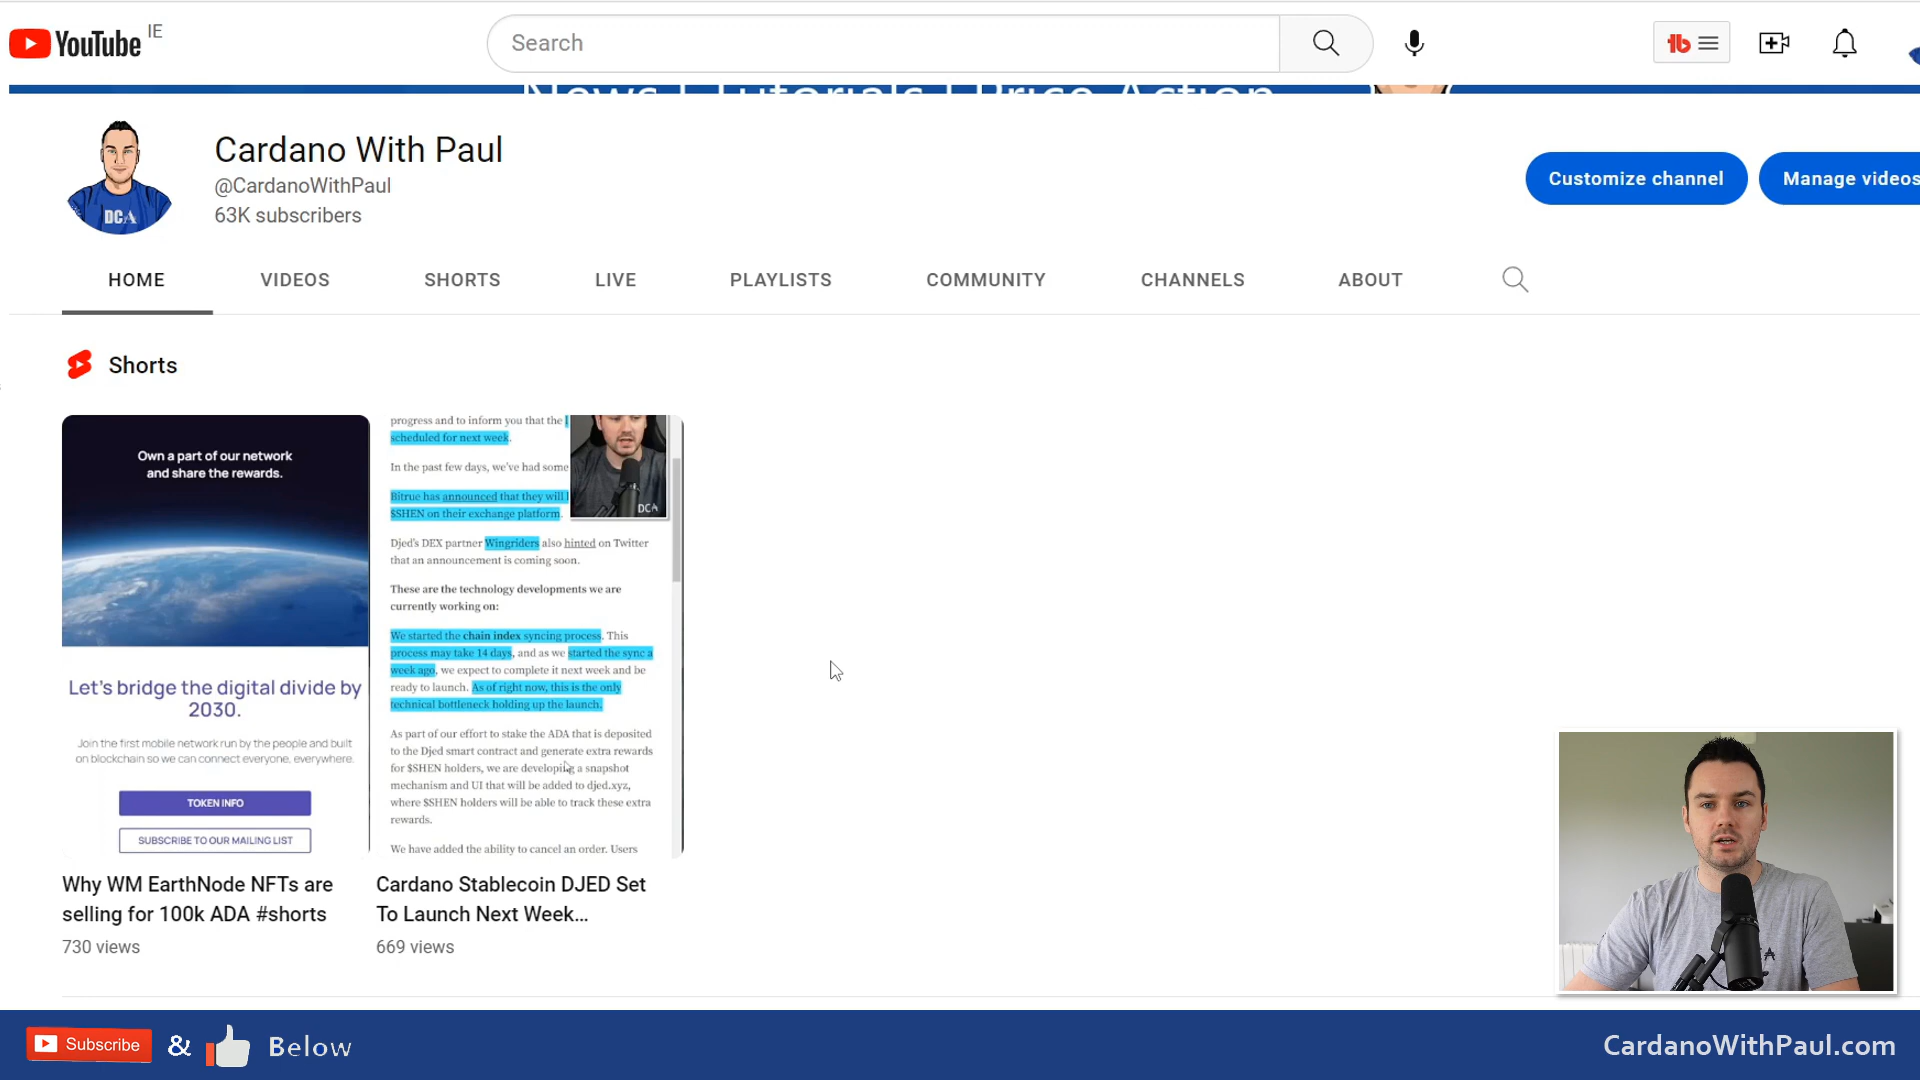 YouTube IE
Search
News | Tutorials | Price Action
Cardano With Paul
@CardanoWithPaul
63K subscribers
Customize channel
Manage videos
DCA
HOME
VIDEOS
SHORTS
LIVE
PLAYLISTS
COMMUNITY
CHANNELS
ABOUT
Shorts
Own a part of our network
and share the rewards.
Let's bridge the digital divide by
2030.
Join the first mobile network run by the people and built
on blockchain so we can connect everyone, everywhere.
TOKEN INFO
SUBSCRIBE TO OUR MAILING LIST
Why WM EarthNode NFTs are
selling for 100k ADA #shorts
730 views
progress and to inform you that the
scheduled for next week.
In the past few days, we've had some
Bitrue has announced that they will
$SHEN on their exchange platform.
DCA
Djed's DEX partner Wingriders also hinted on Twitter
that an announcement is coming soon.
These are the technology developments we are
currently working on:
We started the chain index syncing process. This
process may take 14 days, and as we started the sync a
week ago, we expect to complete it next week and be
ready to launch. As of right now, this is the only
technical bottleneck holding up the launch.
As part of our effort to stake the ADA that is deposited
to the Djed smart contract and generate extra rewards
for $SHEN holders, we are developing a snapshot
mechanism and UI that will be added to djed.xyz,
where $SHEN holders will be able to track these extra
rewards.
We have added the ability to cancel an order. Users
Cardano Stablecoin DJED Set
To Launch Next Week...
669 views
Subscribe & Below
CardanoWithPaul.com